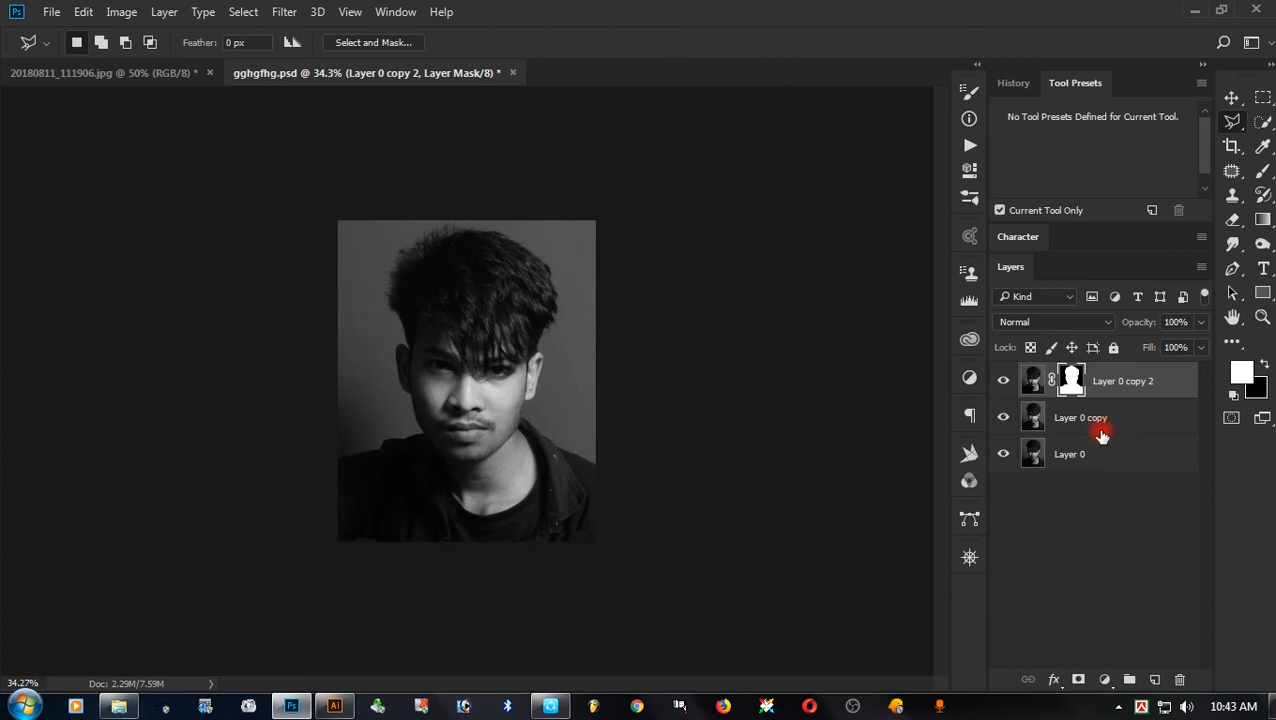 Ps File Edit Image Layer Type Select Filter 3D View Window Help
Feather: 0 px Select and Mask...
20180811_111906.jpg @ 50% (RGB/8) * × gghgfhg.psd @ 34.3% (Layer 0 copy 2, Layer Mask/8) * ×
History Tool Presets
No Tool Presets Defined for Current Tool.
Current Tool Only
Character
Layers
Kind
Normal Opacity: 100%
Lock: Fill: 100%
Layer 0 copy 2
Layer 0 copy
Layer 0
34.27% Doc: 2.29M/7.59M
Ps Ai 10:43 AM